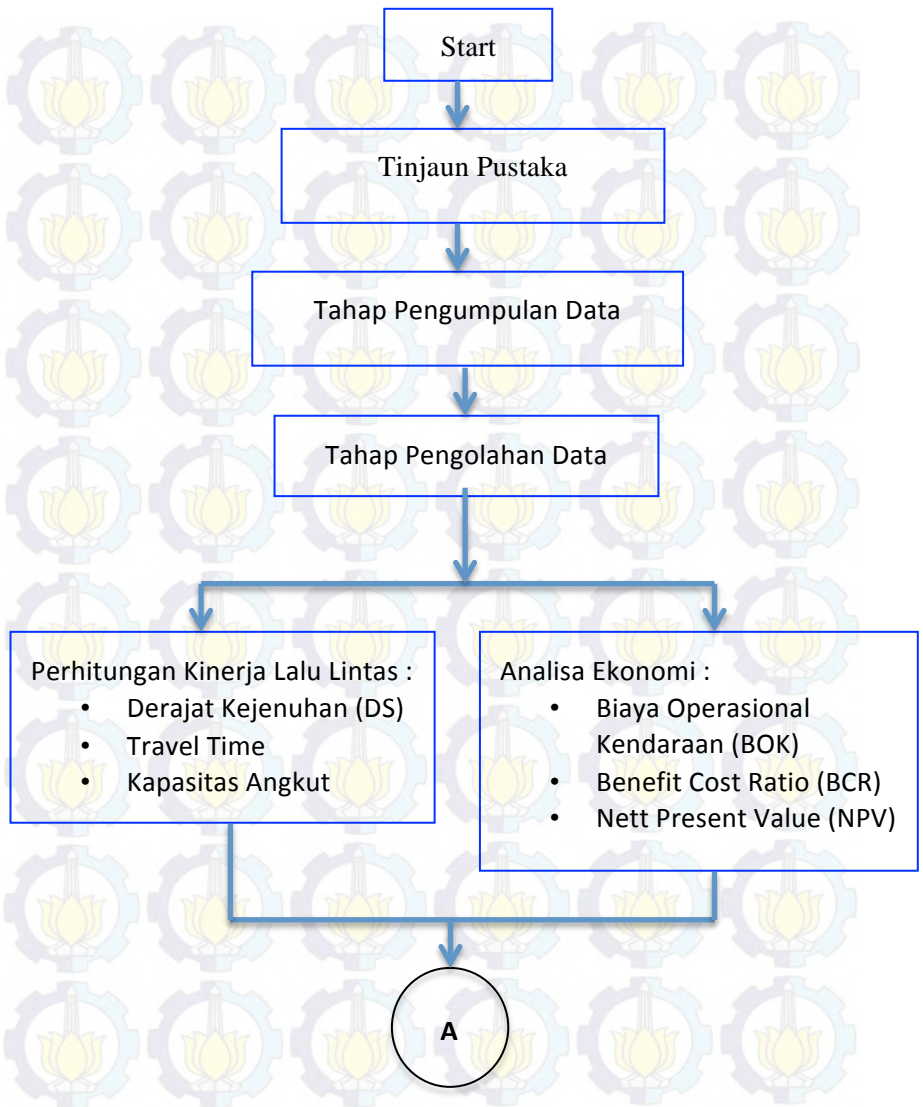 Start
Tinjaun Pustaka
Tahap Pengumpulan Data
Tahap Pengolahan Data
Perhitungan Kinerja Lalu Lintas :
• Derajat Kejenuhan (DS)
• Travel Time
• Kapasitas Angkut
Analisa Ekonomi :
• Biaya Operasional
Kendaraan (BOK)
• Benefit Cost Ratio (BCR)
• Nett Present Value (NPV)
A